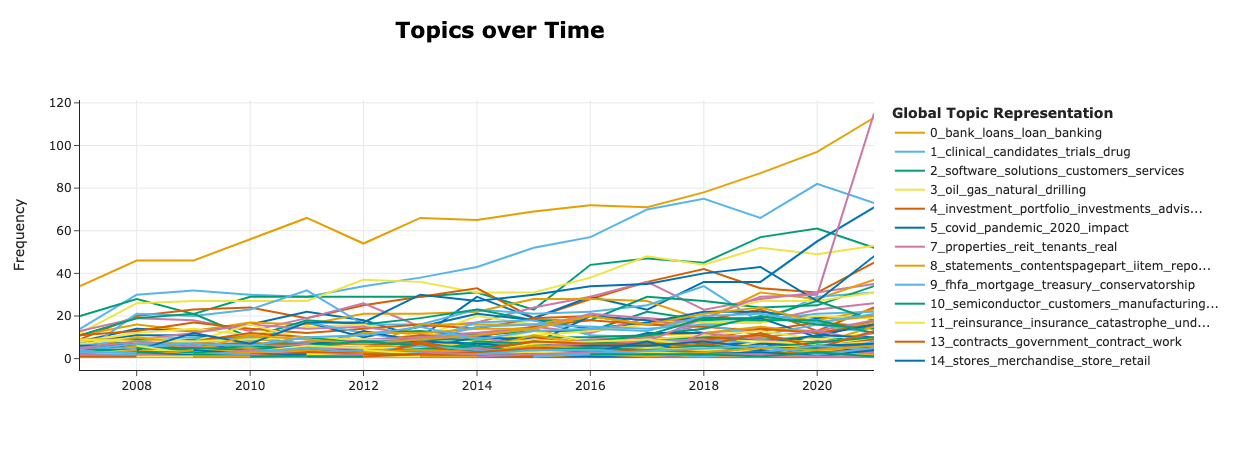 Topics over Time
Frequency
120
100
80
60
40
20
0
2008
2010
2012
2014
2016
2018
2020
Global Topic Representation
0_bank_loans_loan_banking
1_clinical_candidates_trials_drug
2_software_solutions_customers_services
3_oil_gas_natural_drilling
4_investment_portfolio_investments_advis...
5_covid_pandemic_2020_impact
7_properties_reit_tenants_real
8_statements_contentspagepart_iitem_repo...
9_fhfa_mortgage_treasury_conservatorship
10_semiconductor_customers_manufacturing...
11_reinsurance_insurance_catastrophe_und...
13_contracts_government_contract_work
14_stores_merchandise_store_retail